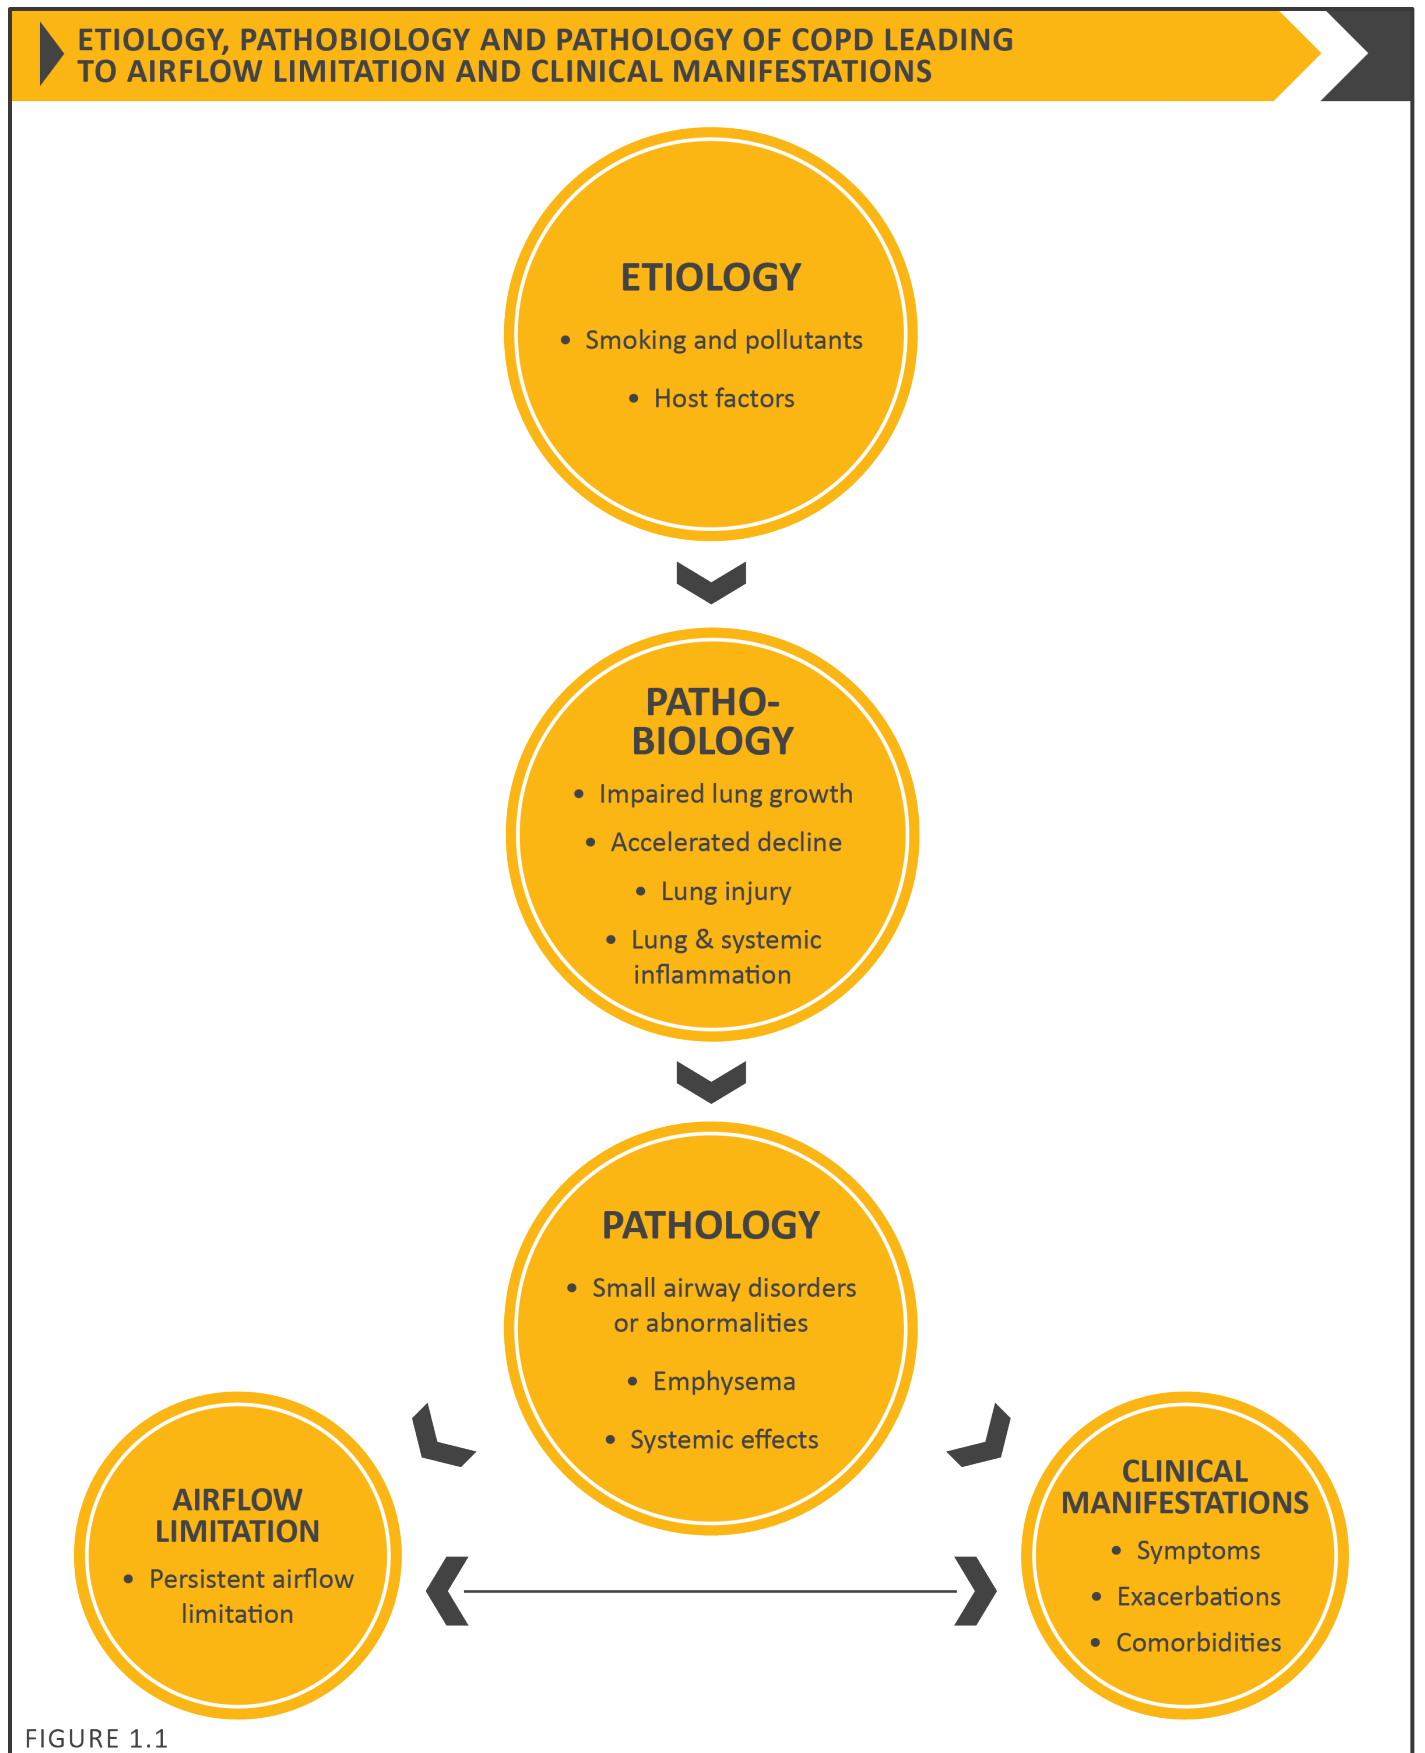 ETIOLOGY, PATHOBIOLOGY AND PATHOLOGY OF COPD LEADING
TO AIRFLOW LIMITATION AND CLINICAL MANIFESTATIONS
ETIOLOGY
• Smoking and pollutants
• Host factors
PATHO-
BIOLOGY
• Impaired lung growth
• Accelerated decline
• Lung injury
• Lung & systemic
inflammation
PATHOLOGY
• Small airway disorders
or abnormalities
• Emphysema
• Systemic effects
AIRFLOW
LIMITATION
• Persistent airflow
limitation
CLINICAL
MANIFESTATIONS
• Symptoms
• Exacerbations
• Comorbidities
FIGURE 1.1